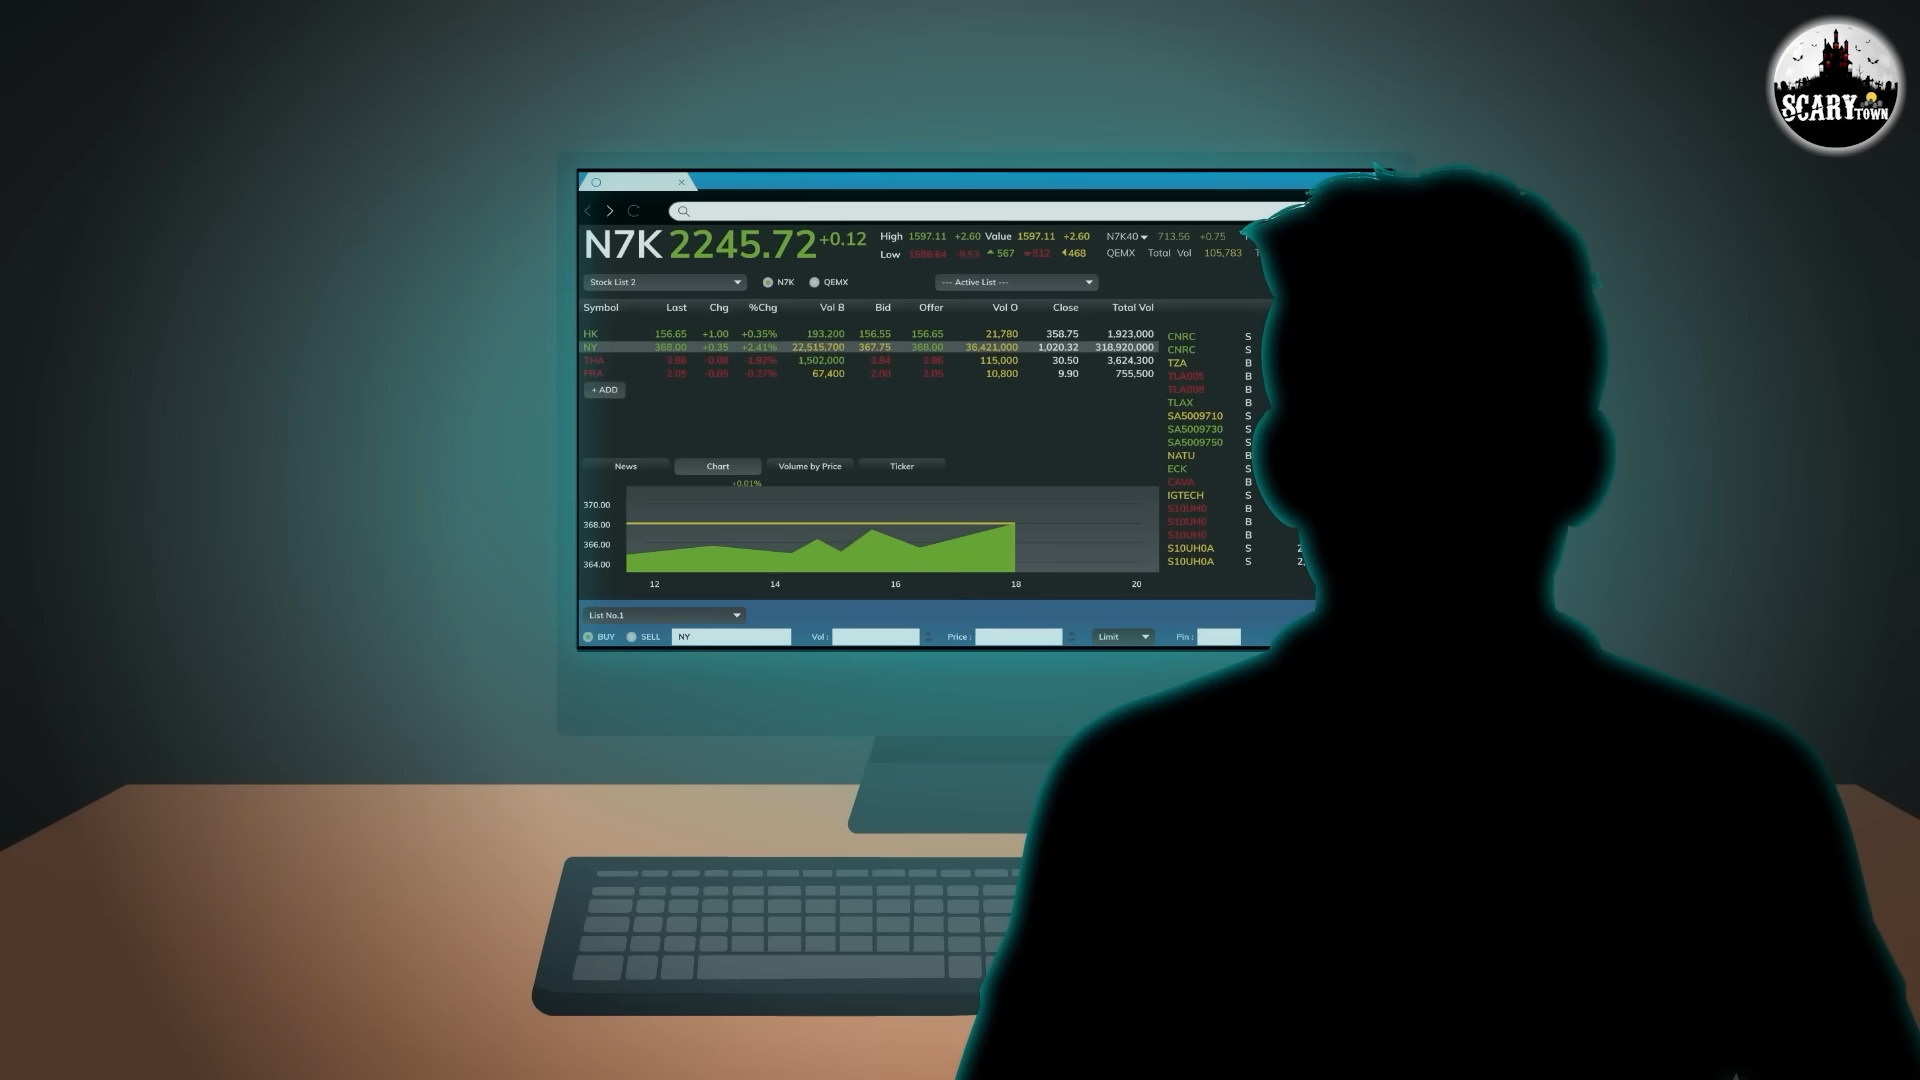 SCARY TOWN
N7K 2245.72 +0.12
High 1597.11 +2.60 Value 1597.11 +2.60 N7K40 713.56 +0.75
Low 1586.64 -9.53 567 512 468 QEMX Total Vol 105,783
Stock List 2 N7K QEMX --- Active List ---
Symbol Last Chg %Chg Vol B Bid Offer Vol O Close Total Vol
HK 156.65 +1.00 +0.35% 193.200 156.55 156.65 21,780 358.75 1,923,000
NY 368.00 +0.35 +2.41% 22,515,700 367.75 368.00 36,421,000 1,020.32 318,920,000
THA 3.86 -0.08 -1.92% 1,502,000 3.84 3.86 115,000 30.50 3,624,300
FRA 2.05 -0.05 -0.27% 67,400 2.00 2.05 10,800 9.90 755,500
+ ADD
CNRC S
CNRC S
TZA B
TLA005 B
TLA008 B
TLAX B
SA5009710 S
SA5009730 S
SA5009750 S
NATU B
ECK S
CAVA B
IGTECH S
S10UH0 B
S10UH0 B
S10UH0 B
S10UH0A S
S10UH0A S
News Chart Volume by Price Ticker
+0.01%
370.00
368.00
366.00
364.00
12 14 16 18 20
List No.1
BUY SELL NY Vol : Price : Limit Pin :